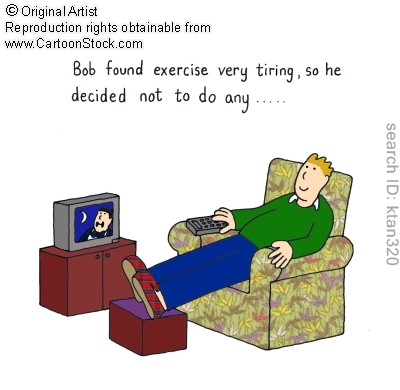 © Original Artist
Reproduction rights obtainable from
www.CartoonStock.com
Bob found exercise very tiring, so he
decided not to do any .....
search ID: ktan320